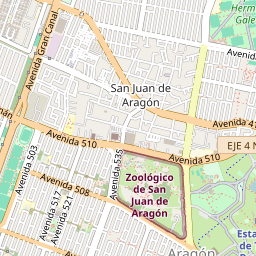 Herm
Gale
Avenida
Avenida Gran Canal
San Juan de
Aragón
Avenida 41
EJE 4 N
Avenida 510
Avenida 510
Avenida 503
Avenida 535
Avenida 508
Avenida 517
Avenida 521
Zoológico
de San
Juan de
Aragón
Aragón
Esta
de